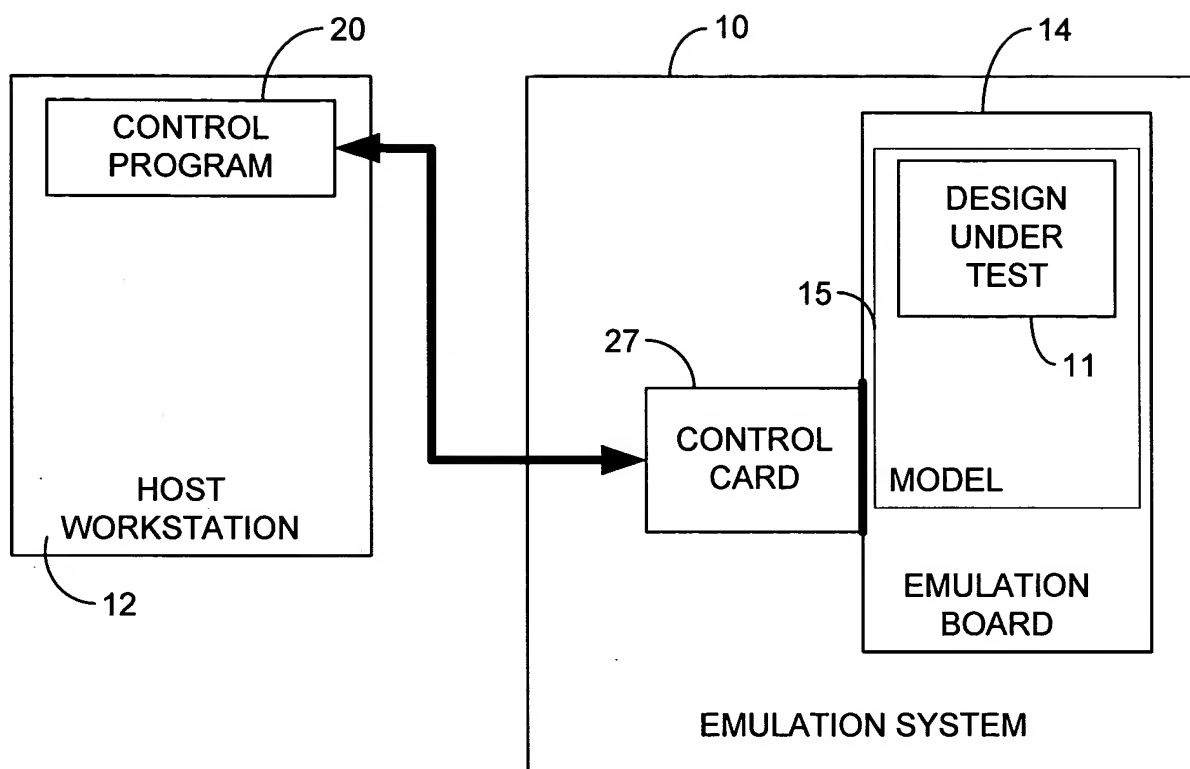 20
10
14
CONTROL
PROGRAM
DESIGN
UNDER
TEST
15
11
27
CONTROL
CARD
MODEL
HOST
WORKSTATION
12
EMULATION
BOARD
EMULATION SYSTEM